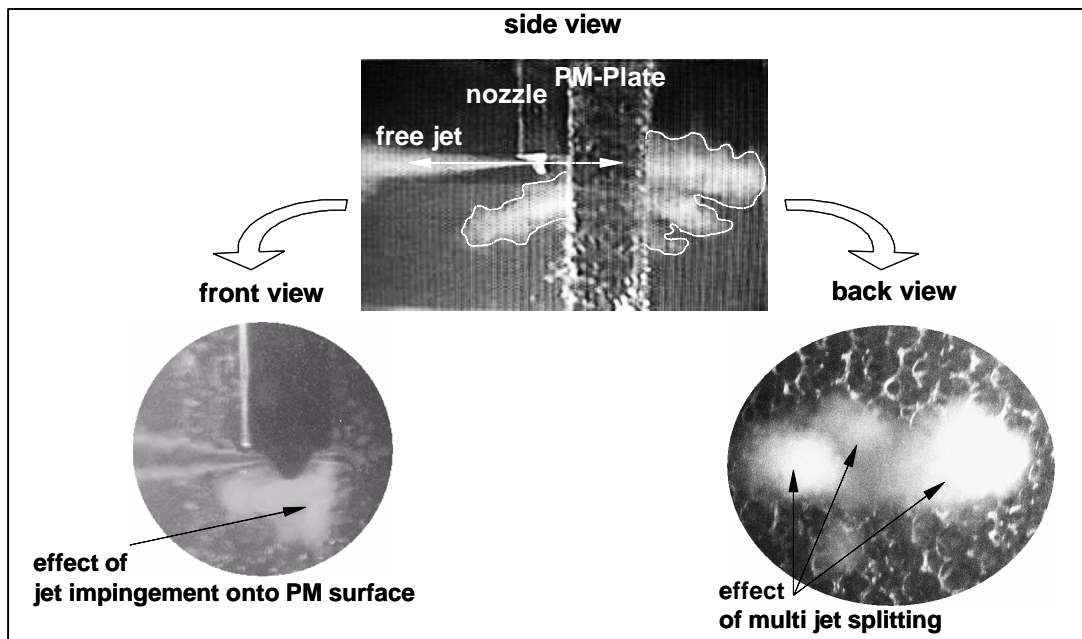 side view
PM-Plate
nozzle
free jet
front view
back view
effect of
jet impingement onto PM surface
effect
of multi jet splitting